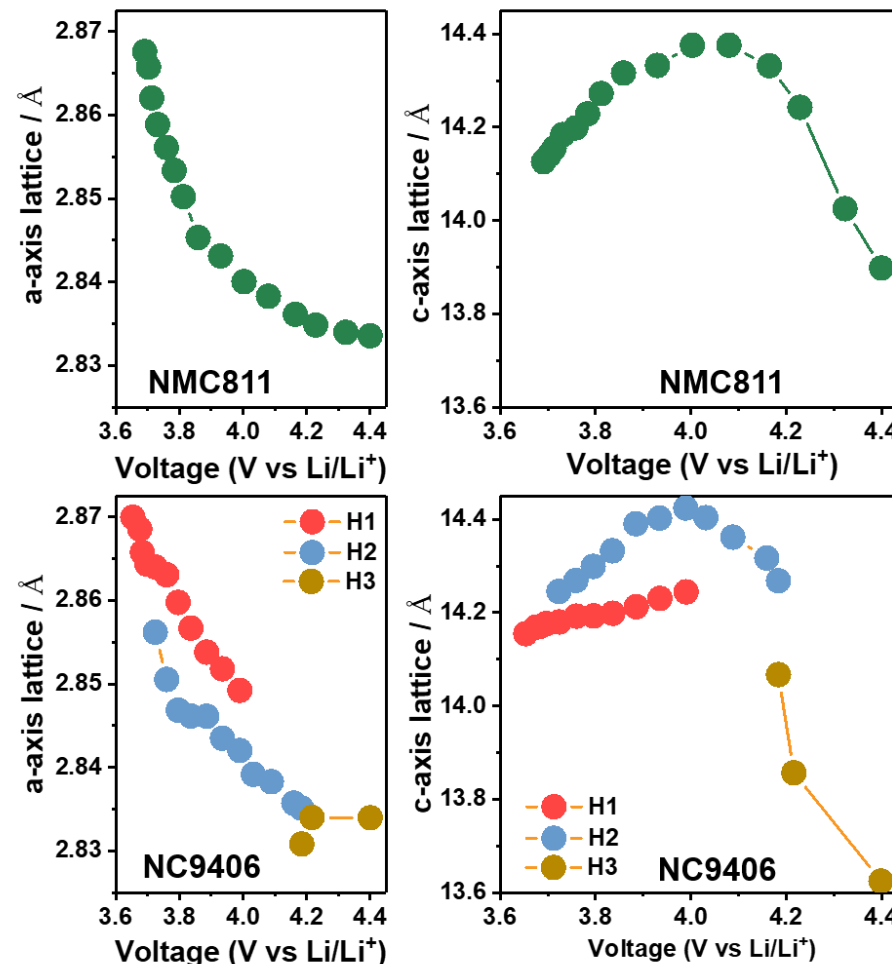 a-axis lattice / Å
2.87
2.86
2.85
2.84
2.83
NMC811
3.6 3.8 4.0 4.2 4.4
Voltage (V vs Li/Li⁺)
c-axis lattice / Å
14.4
14.2
14.0
13.8
13.6
NMC811
3.6 3.8 4.0 4.2 4.4
Voltage (V vs Li/Li⁺)
a-axis lattice / Å
2.87
2.86
2.85
2.84
2.83
H1
H2
H3
NC9406
3.6 3.8 4.0 4.2 4.4
Voltage (V vs Li/Li⁺)
c-axis lattice / Å
14.4
14.2
14.0
13.8
13.6
H1
H2
H3
NC9406
3.6 3.8 4.0 4.2 4.4
Voltage (V vs Li/Li⁺)